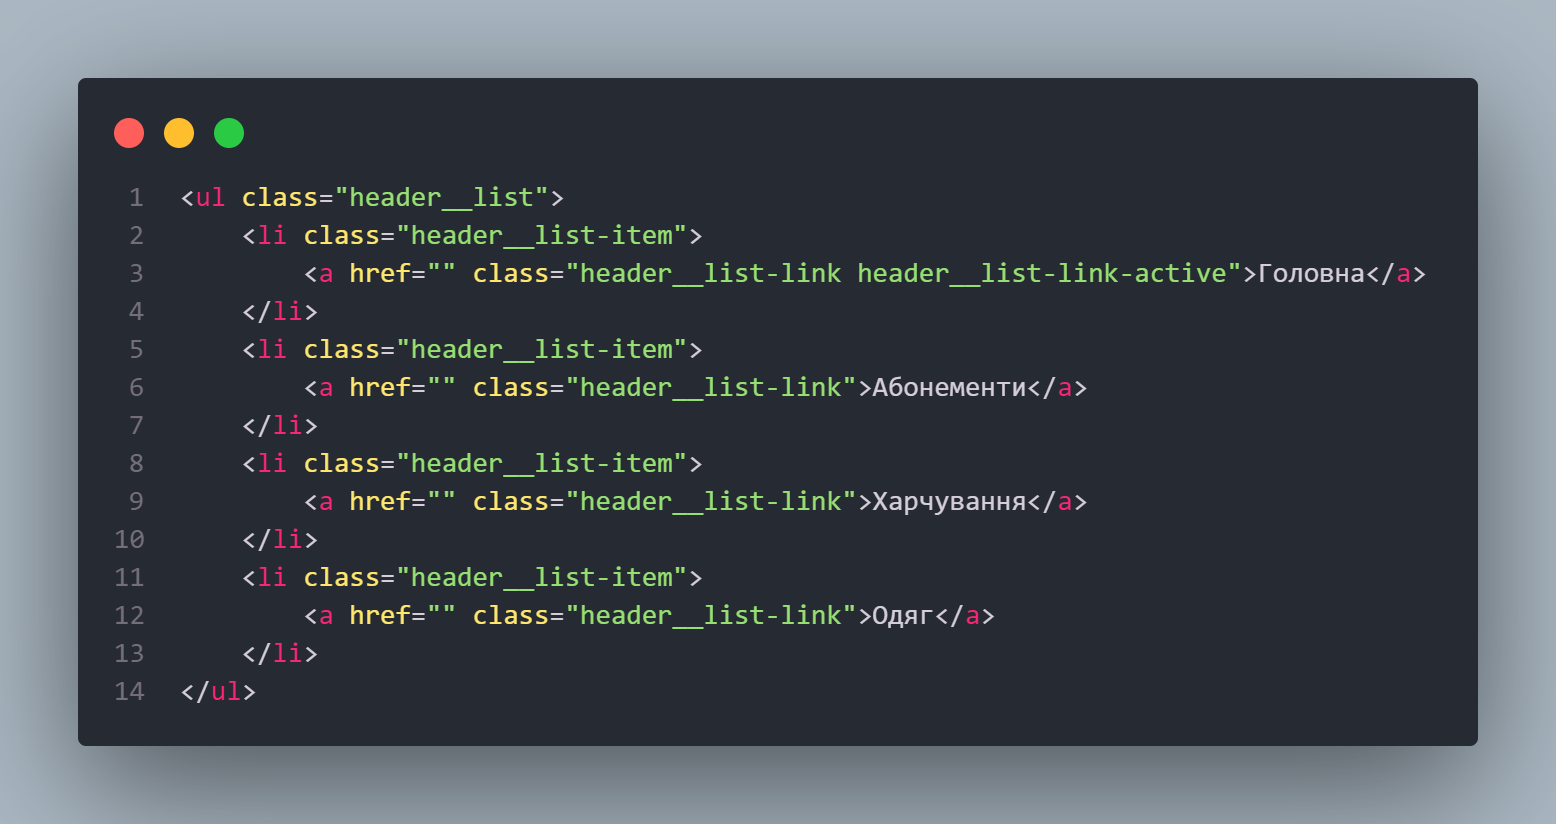 1 <ul class="header__list">
2     <li class="header__list-item">
3         <a href="" class="header__list-link header__list-link-active">Головна</a>
4     </li>
5     <li class="header__list-item">
6         <a href="" class="header__list-link">Абонементи</a>
7     </li>
8     <li class="header__list-item">
9         <a href="" class="header__list-link">Харчування</a>
10     </li>
11     <li class="header__list-item">
12         <a href="" class="header__list-link">Одяг</a>
13     </li>
14 </ul>